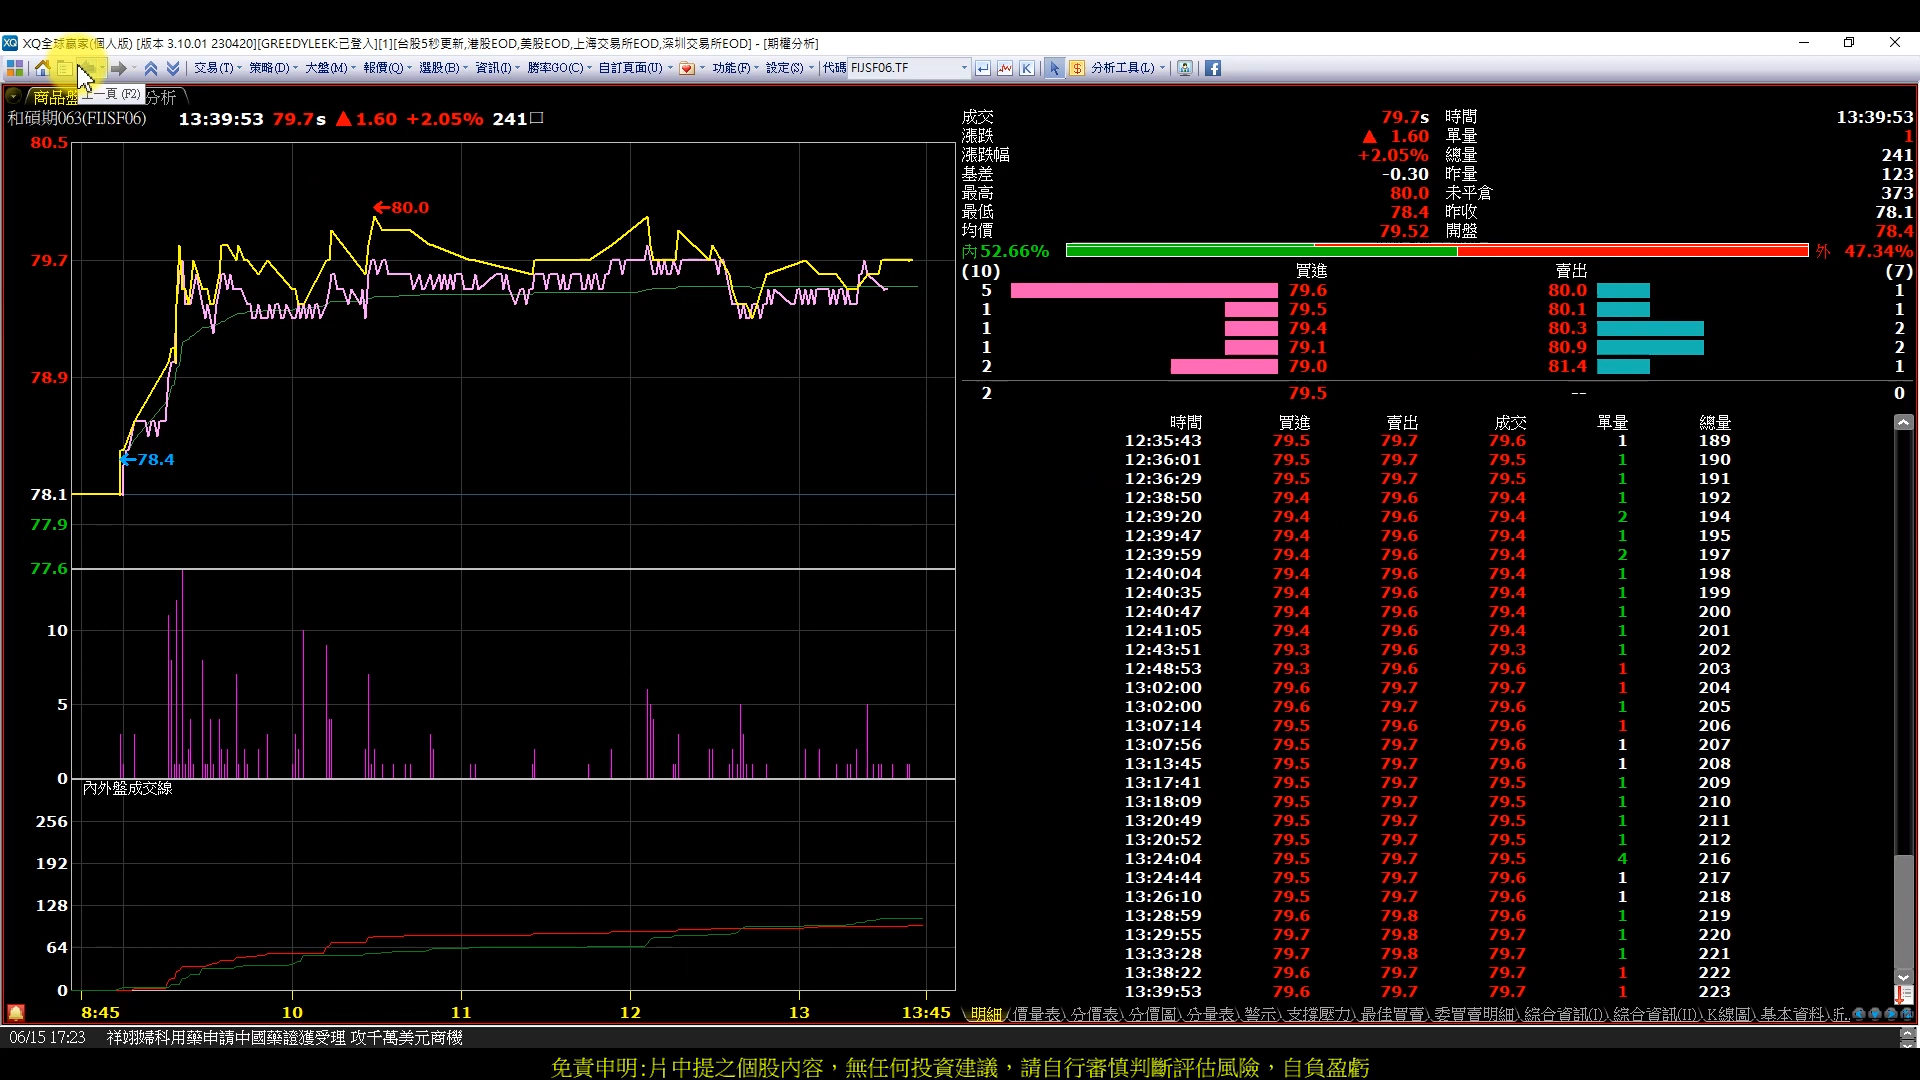 XQ全球贏家(個人版) [版本 3.10.01 230420][GREEDYLEEK:已登入][1][台股5秒更新,港股EOD,美股EOD,上海交易所EOD,深圳交易所EOD] - [期權分析]
交易(T) 策略(D) 大盤(M) 報價(Q) 選股(B) 資訊(I) 勝率GO(C) 自訂頁面(U) 功能(F) 設定(S) 代碼 FIJSF06.TF K $ 分析工具(L)
商品盤 上一頁 (F2) 分析
和碩期063(FIJSF06) 13:39:53 79.7s ▲1.60 +2.05% 241口
80.5
←80.0
79.7
78.9
←78.4
78.1
77.9
77.6
10
5
0
內外盤成交線
256
192
128
64
0
8:45 10 11 12 13 13:45
成交 79.7s 時間 13:39:53
漲跌 ▲ 1.60 單量 1
漲跌幅 +2.05% 總量 241
基差 -0.30 昨量 123
最高 80.0 未平倉 373
最低 78.4 昨收 78.1
均價 79.52 開盤 78.4
內 52.66% 外 47.34%
(10) 買進 賣出 (7)
5 79.6 80.0 1
1 79.5 80.1 1
1 79.4 80.3 2
1 79.1 80.9 2
2 79.0 81.4 1
2 79.5 -- 0
時間 買進 賣出 成交 單量 總量
12:35:43 79.5 79.7 79.6 1 189
12:36:01 79.5 79.7 79.5 1 190
12:36:29 79.5 79.7 79.5 1 191
12:38:50 79.4 79.6 79.4 1 192
12:39:20 79.4 79.6 79.4 2 194
12:39:47 79.4 79.6 79.4 1 195
12:39:59 79.4 79.6 79.4 2 197
12:40:04 79.4 79.6 79.4 1 198
12:40:35 79.4 79.6 79.4 1 199
12:40:47 79.4 79.6 79.4 1 200
12:41:05 79.4 79.6 79.4 1 201
12:43:51 79.3 79.6 79.3 1 202
12:48:53 79.3 79.6 79.6 1 203
13:02:00 79.6 79.7 79.7 1 204
13:02:00 79.6 79.7 79.6 1 205
13:07:14 79.5 79.6 79.6 1 206
13:07:56 79.5 79.7 79.6 1 207
13:13:45 79.5 79.7 79.6 1 208
13:17:41 79.5 79.7 79.5 1 209
13:18:09 79.5 79.7 79.5 1 210
13:20:49 79.5 79.7 79.5 1 211
13:20:52 79.5 79.7 79.5 1 212
13:24:04 79.5 79.7 79.5 4 216
13:24:44 79.5 79.7 79.6 1 217
13:26:10 79.5 79.7 79.6 1 218
13:28:59 79.6 79.8 79.6 1 219
13:29:55 79.7 79.8 79.7 1 220
13:33:28 79.7 79.8 79.7 1 221
13:38:22 79.6 79.7 79.7 1 222
13:39:53 79.6 79.7 79.7 1 223
明細 價量表 分價表 分價圖 分量表 警示 支撐壓力 最佳買賣 委買賣明細 綜合資訊(I) 綜合資訊(II) K線圖 基本資料
06/15 17:23 祥翊婦科用藥申請中國藥證獲受理 攻千萬美元商機
免責申明:片中提之個股內容，無任何投資建議，請自行審慎判斷評估風險，自負盈虧